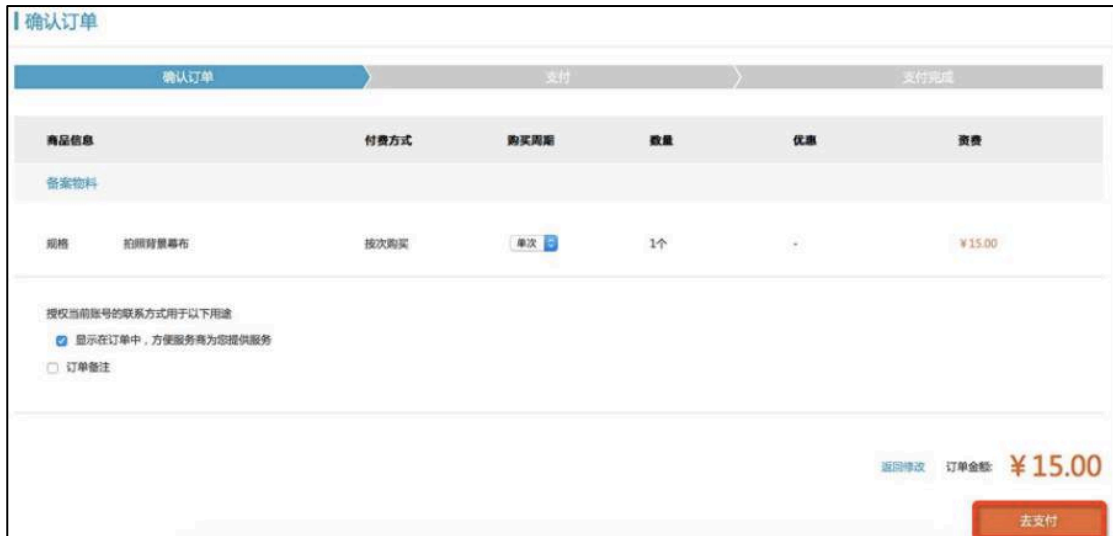 确认订单
确认订单 支付 支付完成
商品信息 付费方式 购买周期 数量 优惠 资费
备案物料
规格 拍照背景幕布 按次购买 单次 1个 - ¥15.00
授权当前账号的联系方式用于以下用途
显示在订单中，方便服务商为您提供服务
订单备注
返回修改 订单金额: ¥15.00
去支付